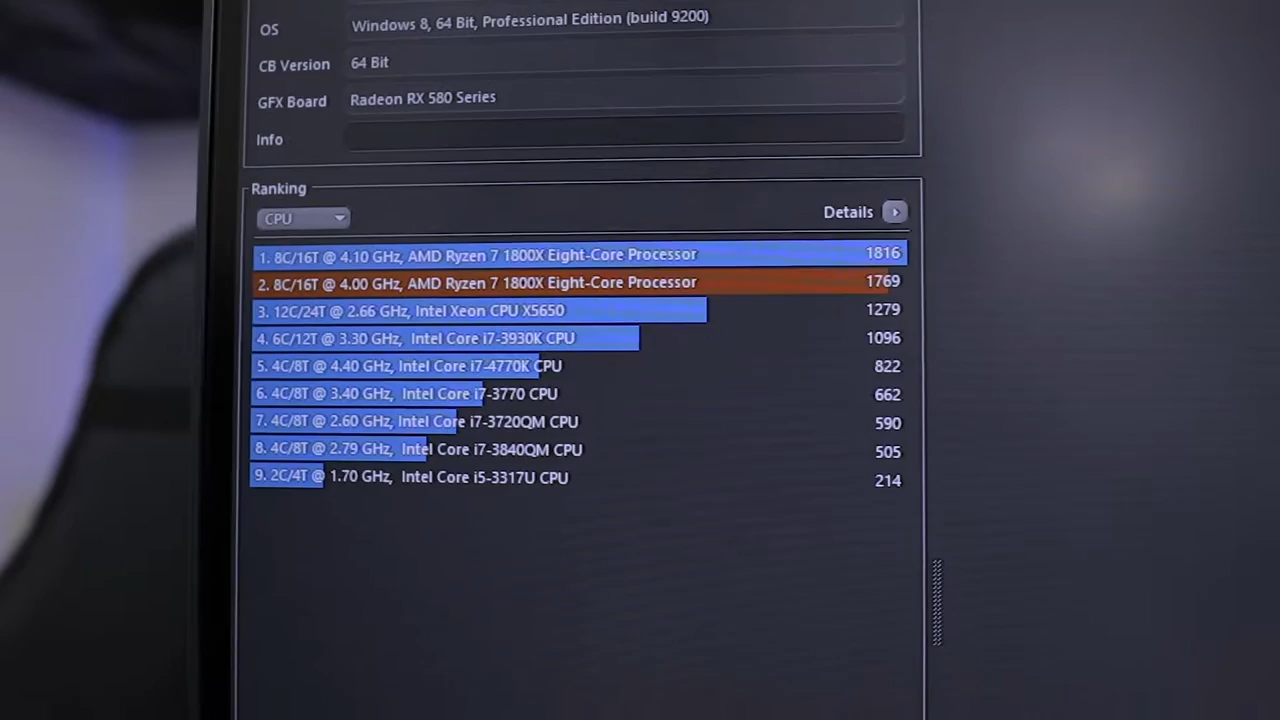 OS Windows 8, 64 Bit, Professional Edition (build 9200)
CB Version 64 Bit
GFX Board Radeon RX 580 Series
Info
Ranking
CPU Details
1. 8C/16T @ 4.10 GHz, AMD Ryzen 7 1800X Eight-Core Processor 1816
2. 8C/16T @ 4.00 GHz, AMD Ryzen 7 1800X Eight-Core Processor 1769
3. 12C/24T @ 2.66 GHz, Intel Xeon CPU X5650 1279
4. 6C/12T @ 3.30 GHz, Intel Core i7-3930K CPU 1096
5. 4C/8T @ 4.40 GHz, Intel Core i7-4770K CPU 822
6. 4C/8T @ 3.40 GHz, Intel Core i7-3770 CPU 662
7. 4C/8T @ 2.60 GHz, Intel Core i7-3720QM CPU 590
8. 4C/8T @ 2.79 GHz, Intel Core i7-3840QM CPU 505
9. 2C/4T @ 1.70 GHz, Intel Core i5-3317U CPU 214